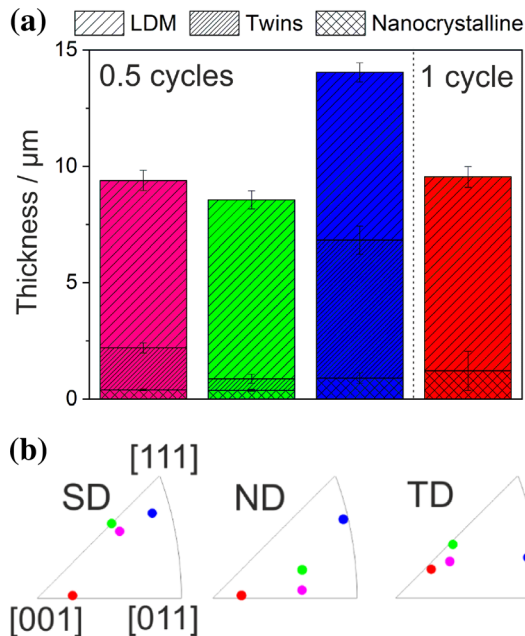 (a) LDM Twins Nanocrystalline
15
0.5 cycles 1 cycle
10
Thickness / µm
5
0
(b)
[111]
SD ND TD
[001] [011]